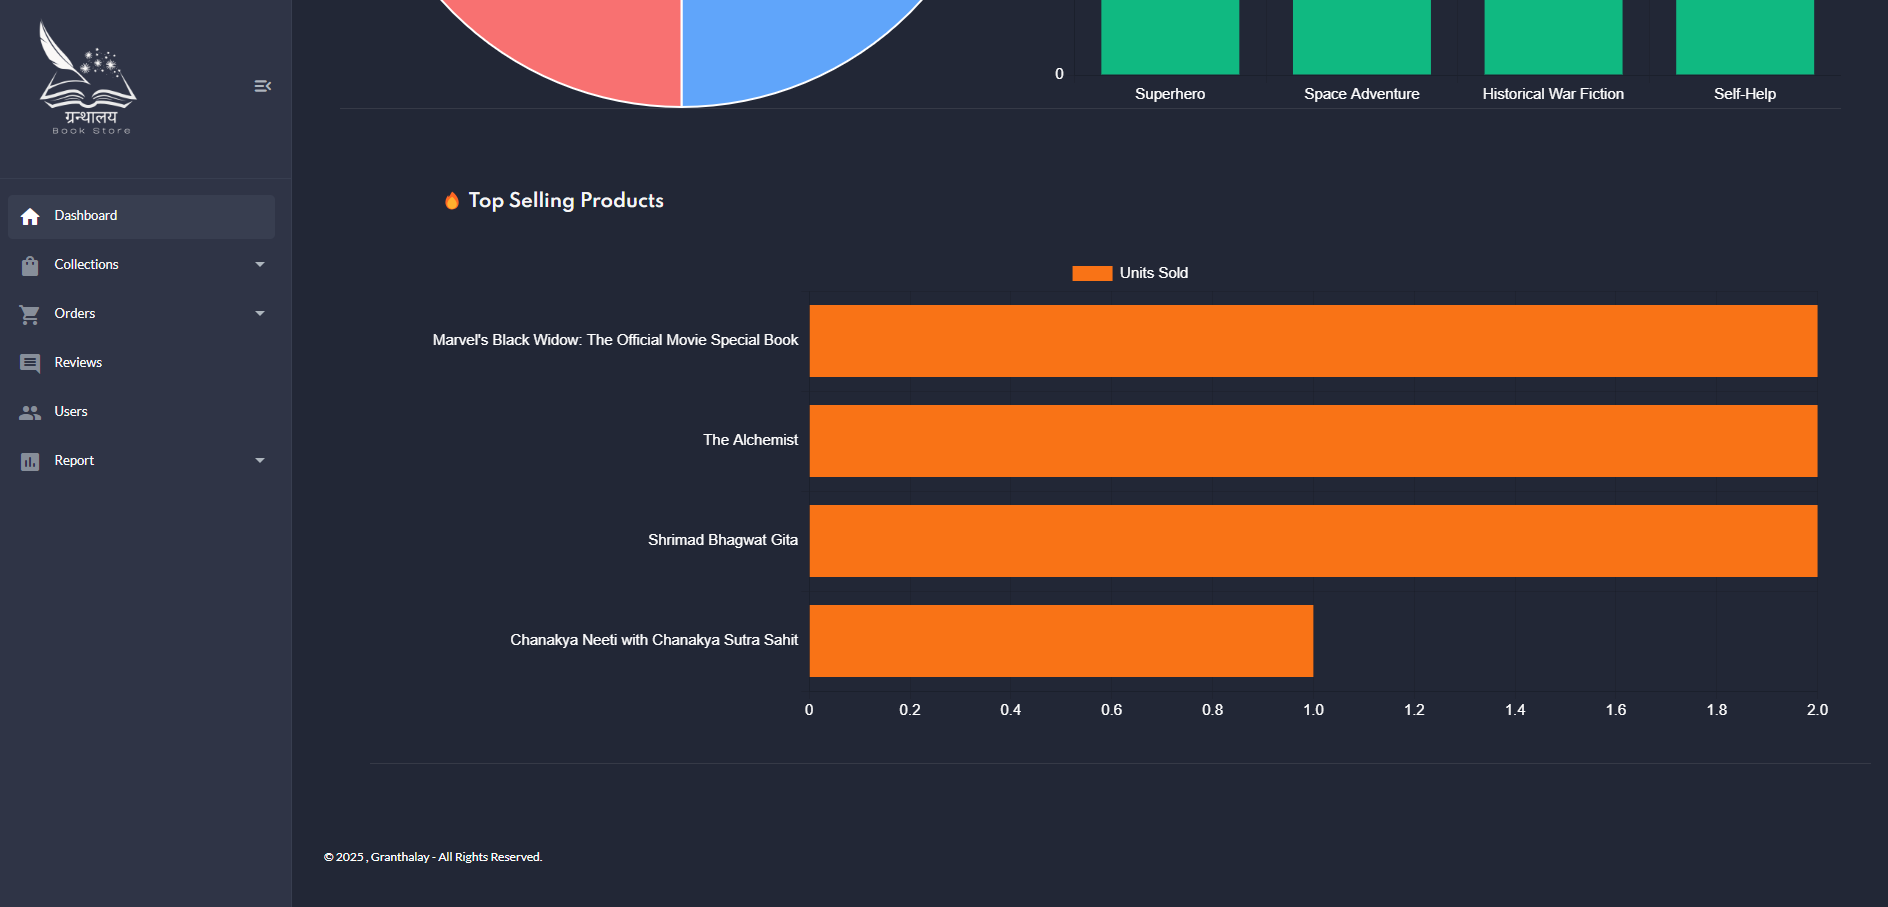 ग्रन्थालय
Book Store
Dashboard
Collections
Orders
Reviews
Users
Report
0
Superhero
Space Adventure
Historical War Fiction
Self-Help
Top Selling Products
Units Sold
Marvel's Black Widow: The Official Movie Special Book
The Alchemist
Shrimad Bhagwat Gita
Chanakya Neeti with Chanakya Sutra Sahit
0 0.2 0.4 0.6 0.8 1.0 1.2 1.4 1.6 1.8 2.0
© 2025 , Granthalay - All Rights Reserved.